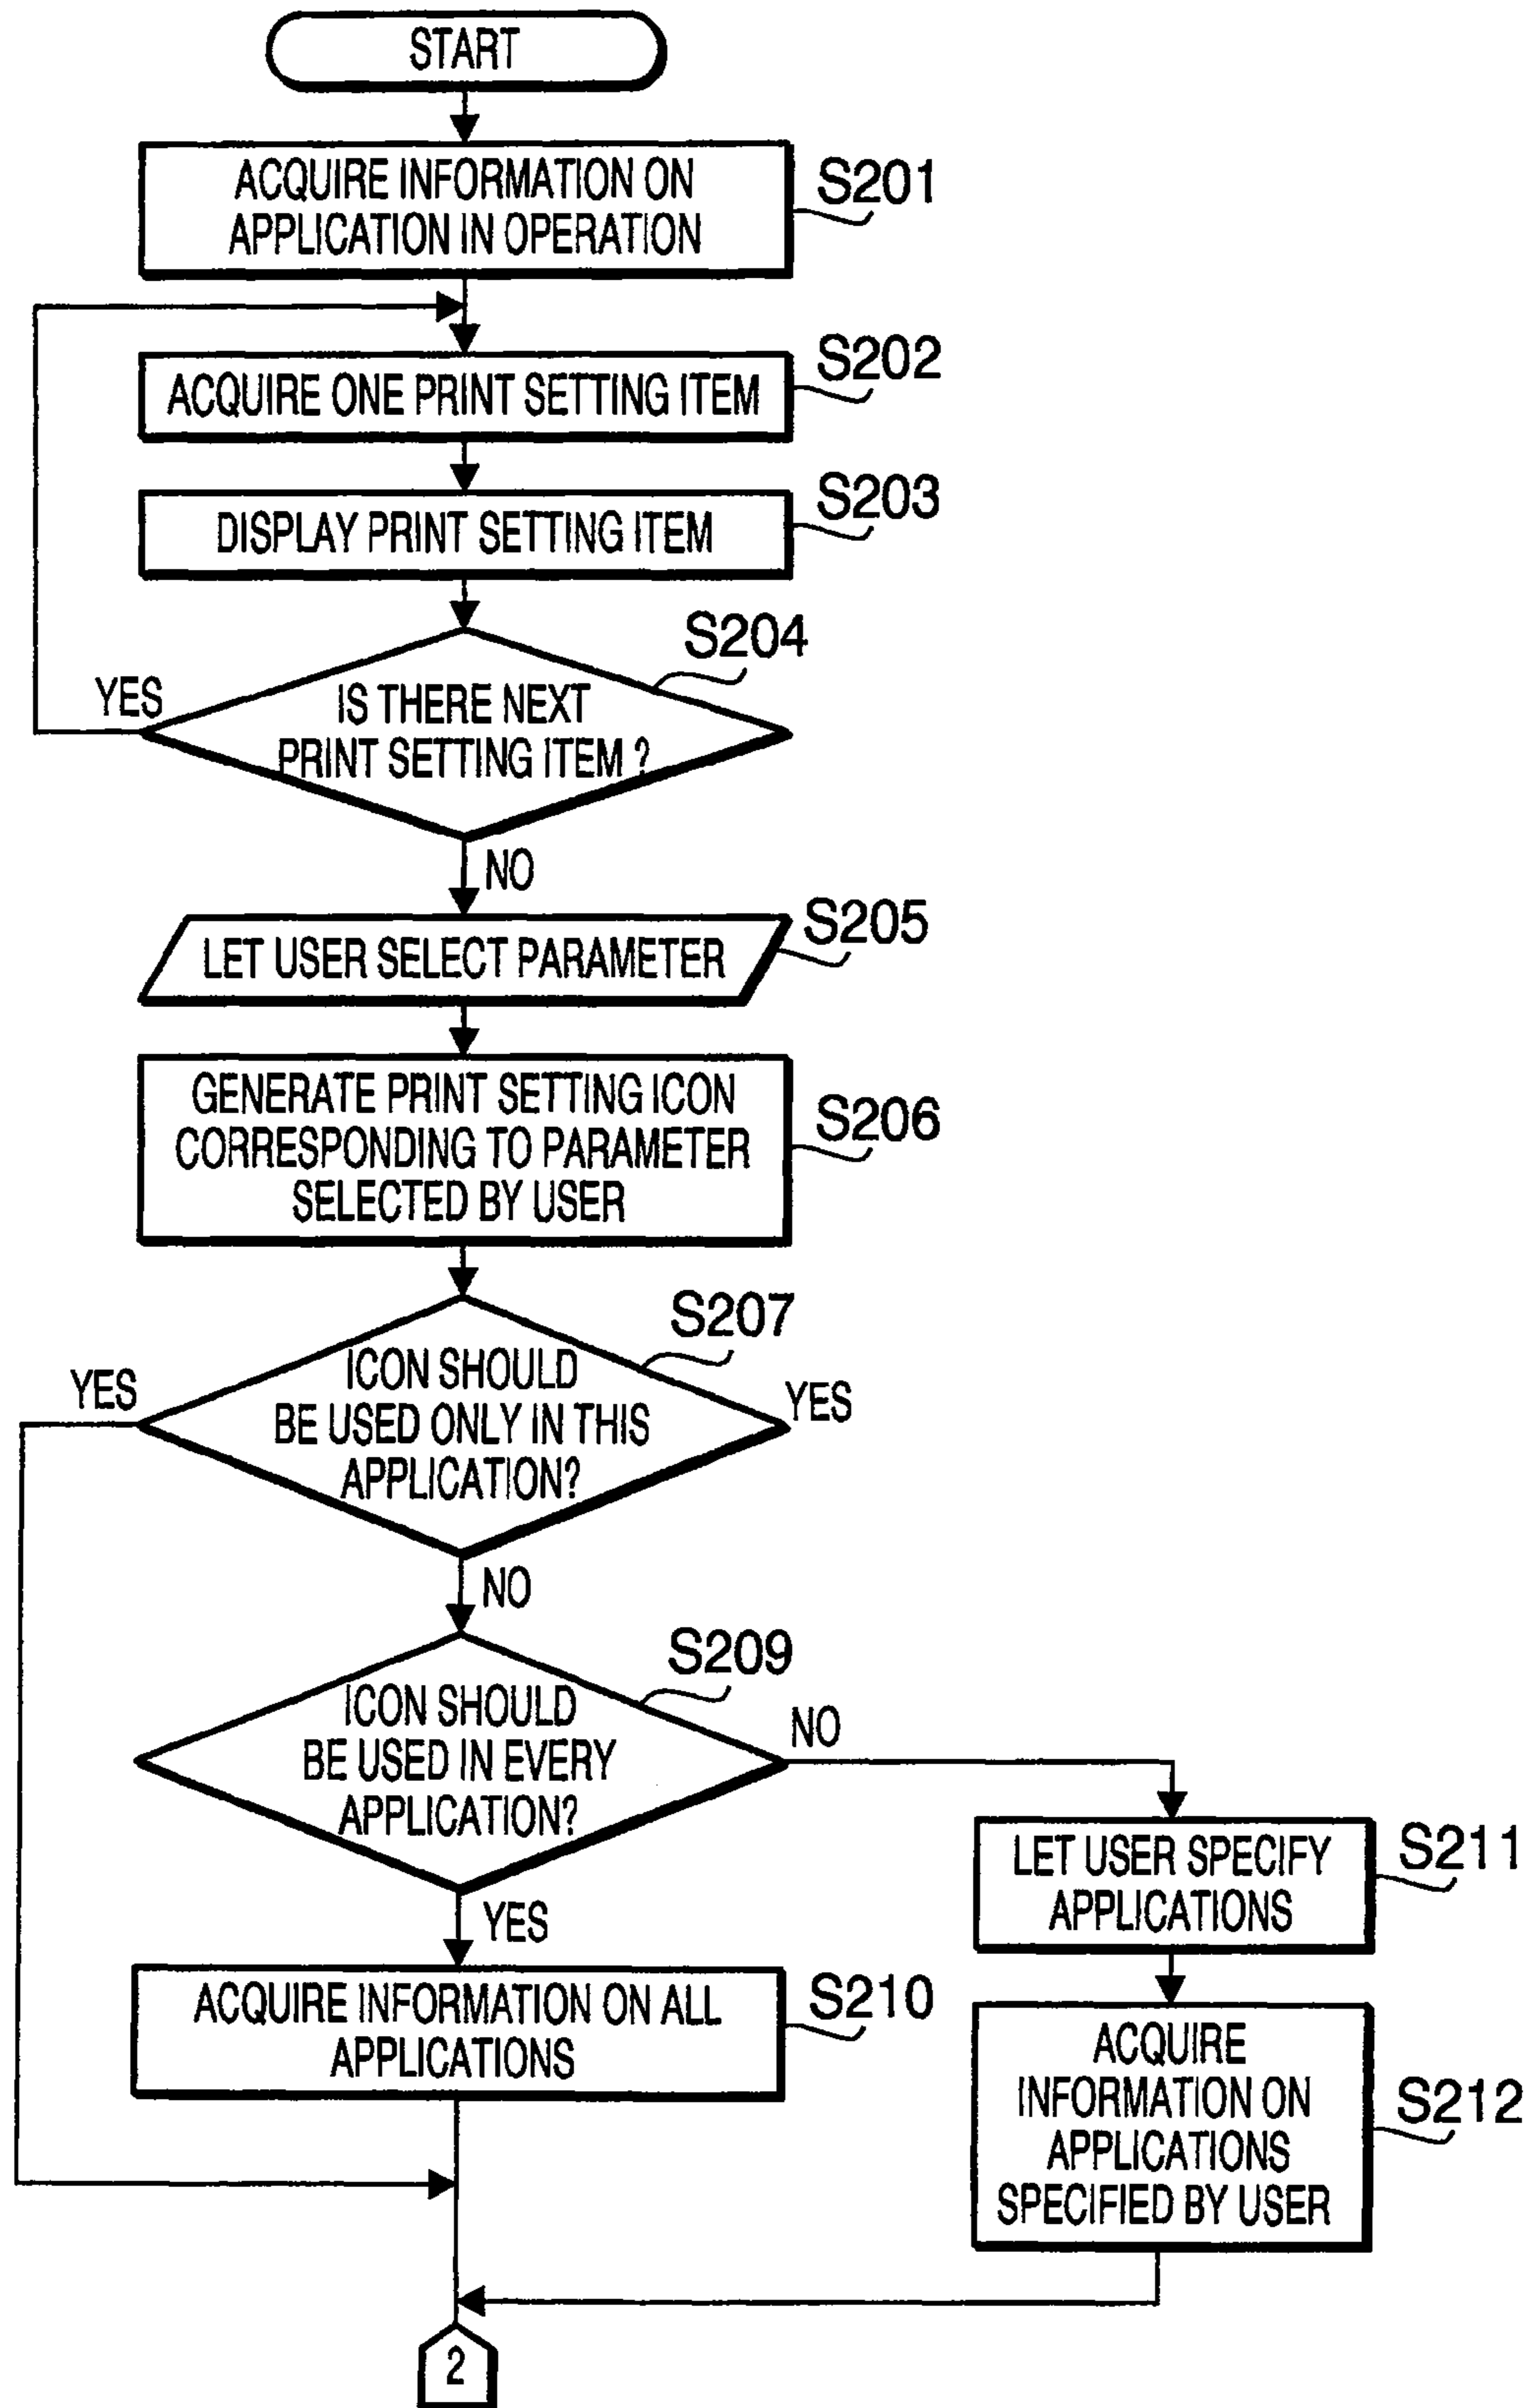 START
ACQUIRE INFORMATION ON
APPLICATION IN OPERATION
S201
ACQUIRE ONE PRINT SETTING ITEM
S202
DISPLAY PRINT SETTING ITEM
S203
S204
YES
IS THERE NEXT
PRINT SETTING ITEM ?
NO
LET USER SELECT PARAMETER
S205
GENERATE PRINT SETTING ICON
CORRESPONDING TO PARAMETER
SELECTED BY USER
S206
S207
YES
ICON SHOULD
BE USED ONLY IN THIS
APPLICATION?
YES
NO
S209
ICON SHOULD
BE USED IN EVERY
APPLICATION?
NO
YES
LET USER SPECIFY
APPLICATIONS
S211
ACQUIRE INFORMATION ON ALL
APPLICATIONS
S210
ACQUIRE
INFORMATION ON
APPLICATIONS
SPECIFIED BY USER
S212
2